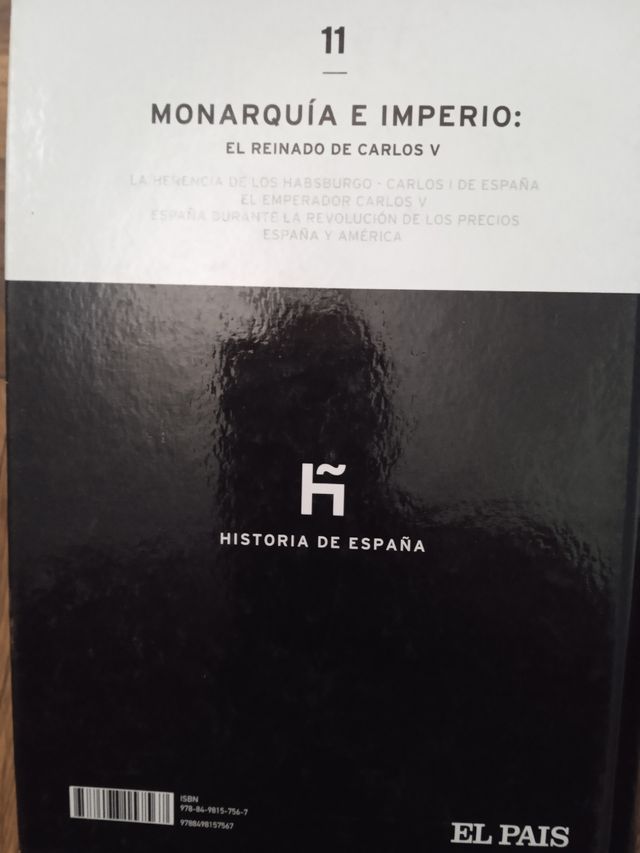 11
MONARQUÍA E IMPERIO:
EL REINADO DE CARLOS V
LA HERENCIA DE LOS HABSBURGO · CARLOS I DE ESPAÑA
EL EMPERADOR CARLOS V
ESPAÑA DURANTE LA REVOLUCIÓN DE LOS PRECIOS
ESPAÑA Y AMÉRICA
HISTORIA DE ESPAÑA
ISBN
978-84-9815-756-7
9788498157567
EL PAIS